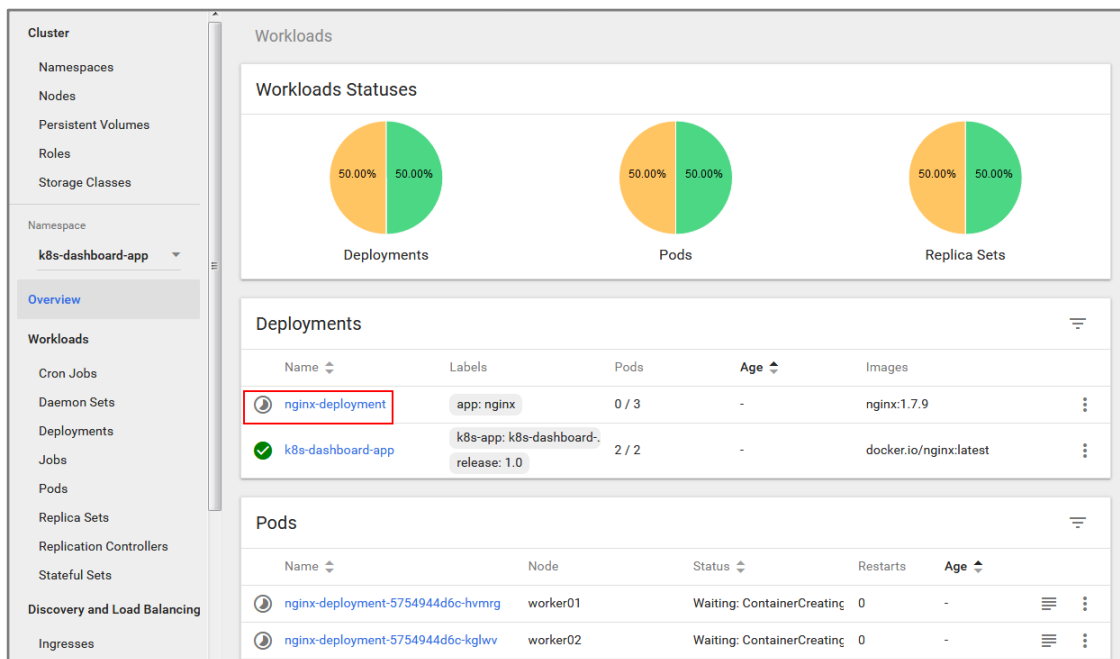 Cluster
Namespaces
Nodes
Persistent Volumes
Roles
Storage Classes
Namespace
k8s-dashboard-app
Overview
Workloads
Cron Jobs
Daemon Sets
Deployments
Jobs
Pods
Replica Sets
Replication Controllers
Stateful Sets
Discovery and Load Balancing
Ingresses
Workloads
Workloads Statuses
50.00% 50.00% 50.00% 50.00% 50.00% 50.00%
Deployments Pods Replica Sets
Deployments
Name Labels Pods Age Images
nginx-deployment app: nginx 0 / 3 - nginx:1.7.9
k8s-app: k8s-dashboard-.
k8s-dashboard-app 2 / 2 - docker.io/nginx:latest
release: 1.0
Pods
Name Node Status Restarts Age
nginx-deployment-5754944d6c-hvmrg worker01 Waiting: ContainerCreating 0 -
nginx-deployment-5754944d6c-kglwv worker02 Waiting: ContainerCreating 0 -